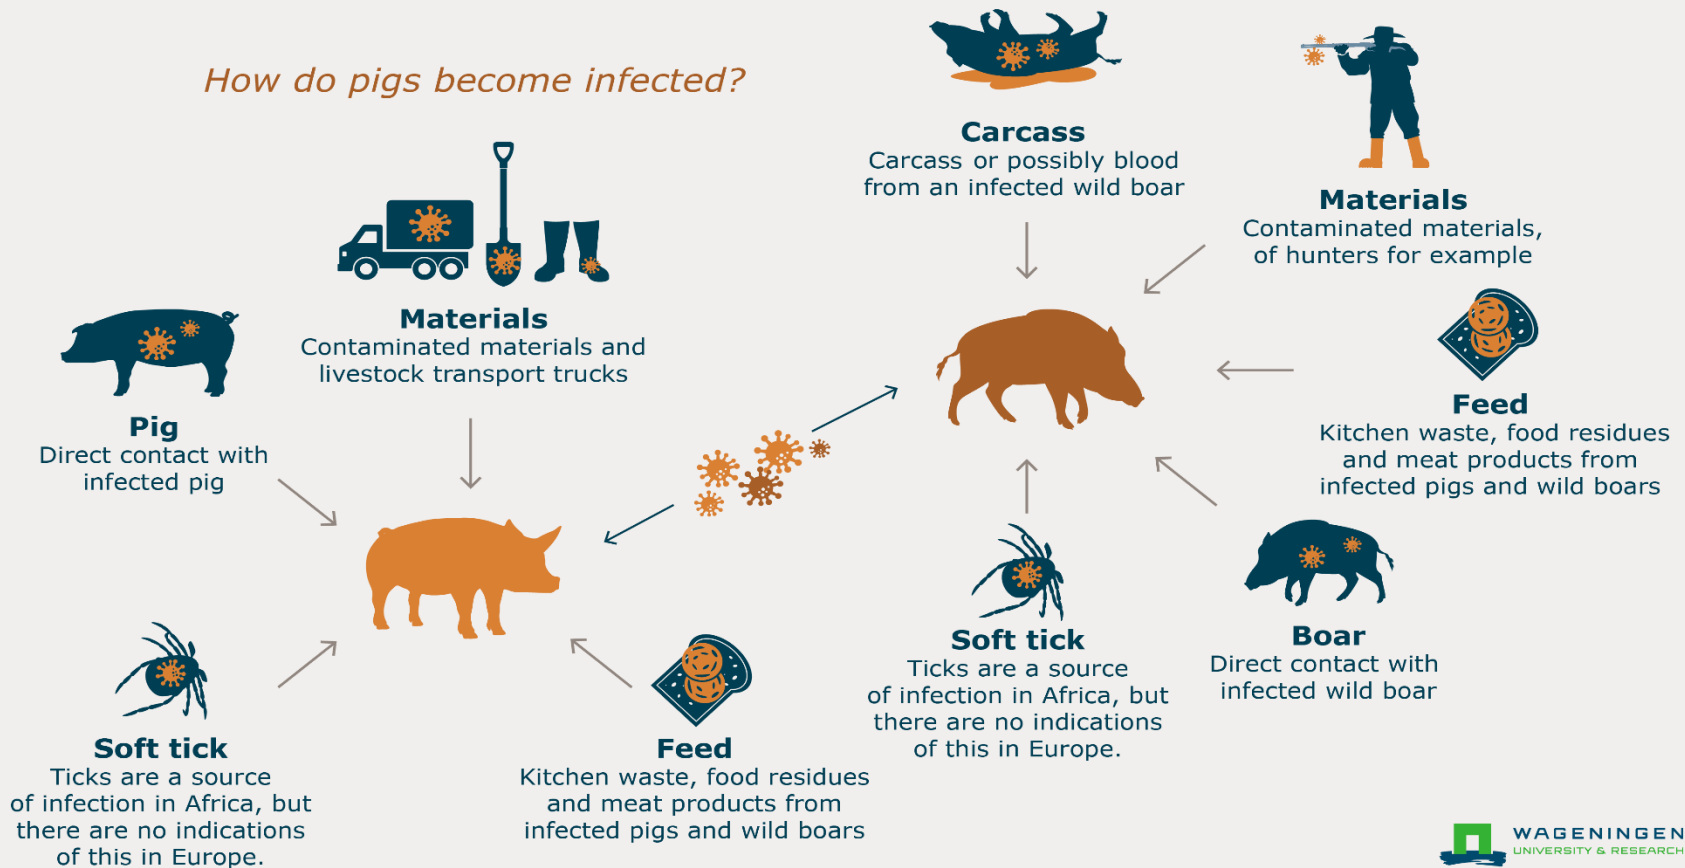 How do pigs become infected?
Carcass
Carcass or possibly blood
from an infected wild boar
Materials
Contaminated materials,
of hunters for example
Materials
Contaminated materials and
livestock transport trucks
Pig
Direct contact with
infected pig
Feed
Kitchen waste, food residues
and meat products from
infected pigs and wild boars
Soft tick
Ticks are a source
of infection in Africa, but
there are no indications
of this in Europe.
Boar
Direct contact with
infected wild boar
Soft tick
Ticks are a source
of infection in Africa, but
there are no indications
of this in Europe.
Feed
Kitchen waste, food residues
and meat products from
infected pigs and wild boars
WAGENINGEN
UNIVERSITY & RESEARCH